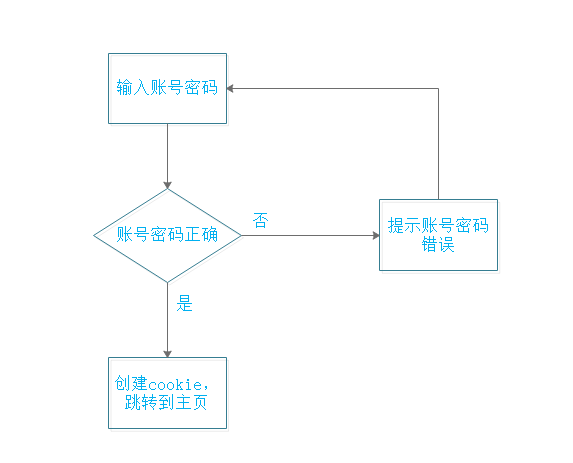 输入账号密码
账号密码正确
否
提示账号密码
错误
是
创建cookie，
跳转到主页